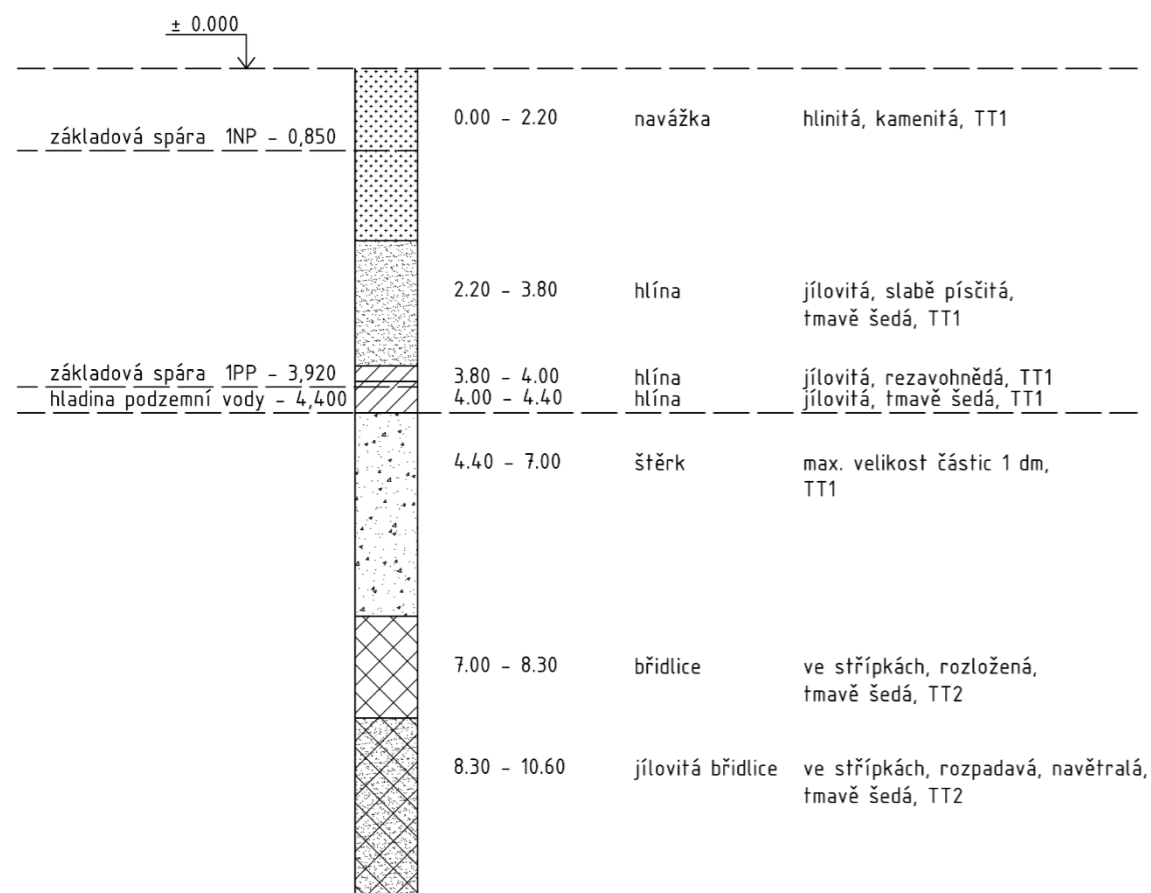 ± 0.000
0.00 - 2.20 navážka hlinitá, kamenitá, TT1
základová spára 1NP - 0,850
2.20 - 3.80 hlína jílovitá, slabě písčitá,
tmavě šedá, TT1
základová spára 1PP - 3,920
3.80 - 4.00 hlína jílovitá, rezavohnědá, TT1
hladina podzemní vody - 4,400
4.00 - 4.40 hlína jílovitá, tmavě šedá, TT1
4.40 - 7.00 štěrk max. velikost částic 1 dm,
TT1
7.00 - 8.30 břidlice ve střípkách, rozložená,
tmavě šedá, TT2
8.30 - 10.60 jílovitá břidlice ve střípkách, rozpadavá, navětralá,
tmavě šedá, TT2